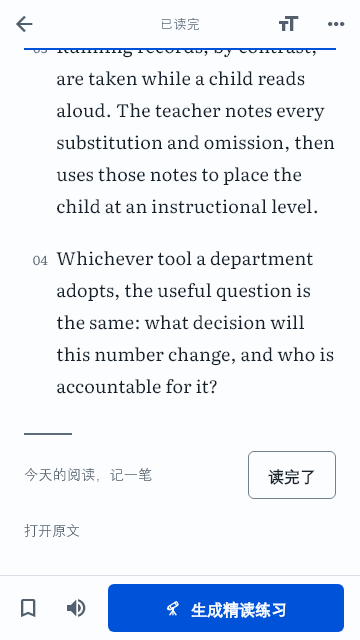 已读完
03 Running records, by contrast,
are taken while a child reads
aloud. The teacher notes every
substitution and omission, then
uses those notes to place the
child at an instructional level.
04 Whichever tool a department
adopts, the useful question is
the same: what decision will
this number change, and who is
accountable for it?
今天的阅读，记一笔
读完了
打开原文
生成精读练习